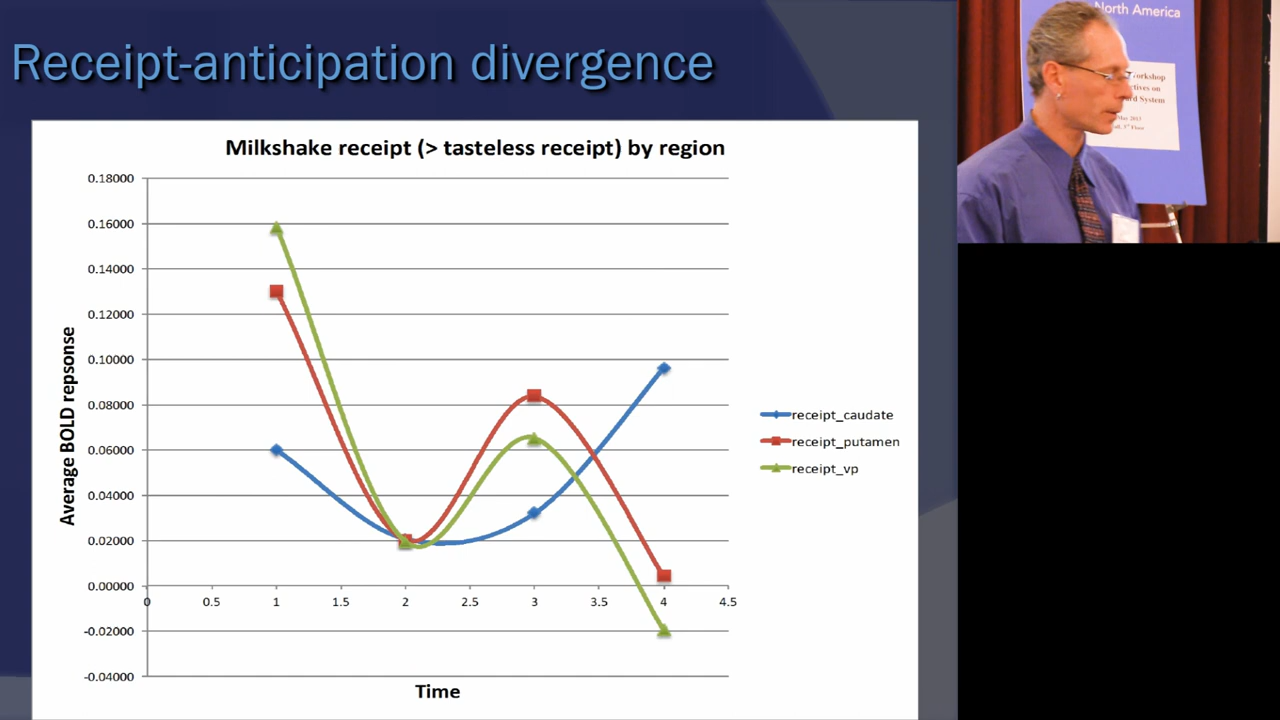 Receipt-anticipation divergence
Milkshake receipt (> tasteless receipt) by region
0.18000
0.16000
0.14000
0.12000
0.10000
0.08000
0.06000
0.04000
0.02000
0.00000
-0.02000
-0.04000
Average BOLD repsonse
0 0.5 1 1.5 2 2.5 3 3.5 4 4.5
Time
receipt_caudate
receipt_putamen
receipt_vp
North America
May 2013